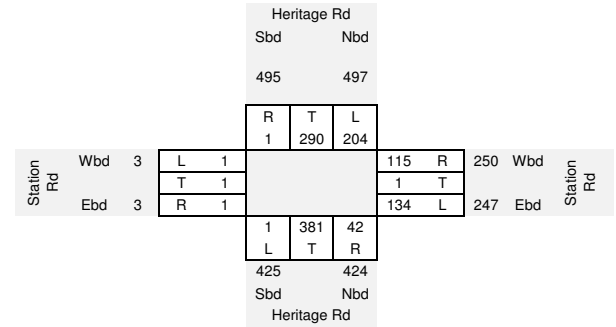 Heritage Rd
Sbd Nbd
495 497
R T L
1 290 204
Station Rd
Wbd 3 L 1
T 1
Ebd 3 R 1
115 R 250 Wbd
1 T
134 L 247 Ebd
Station Rd
1 381 42
L T R
425 424
Sbd Nbd
Heritage Rd